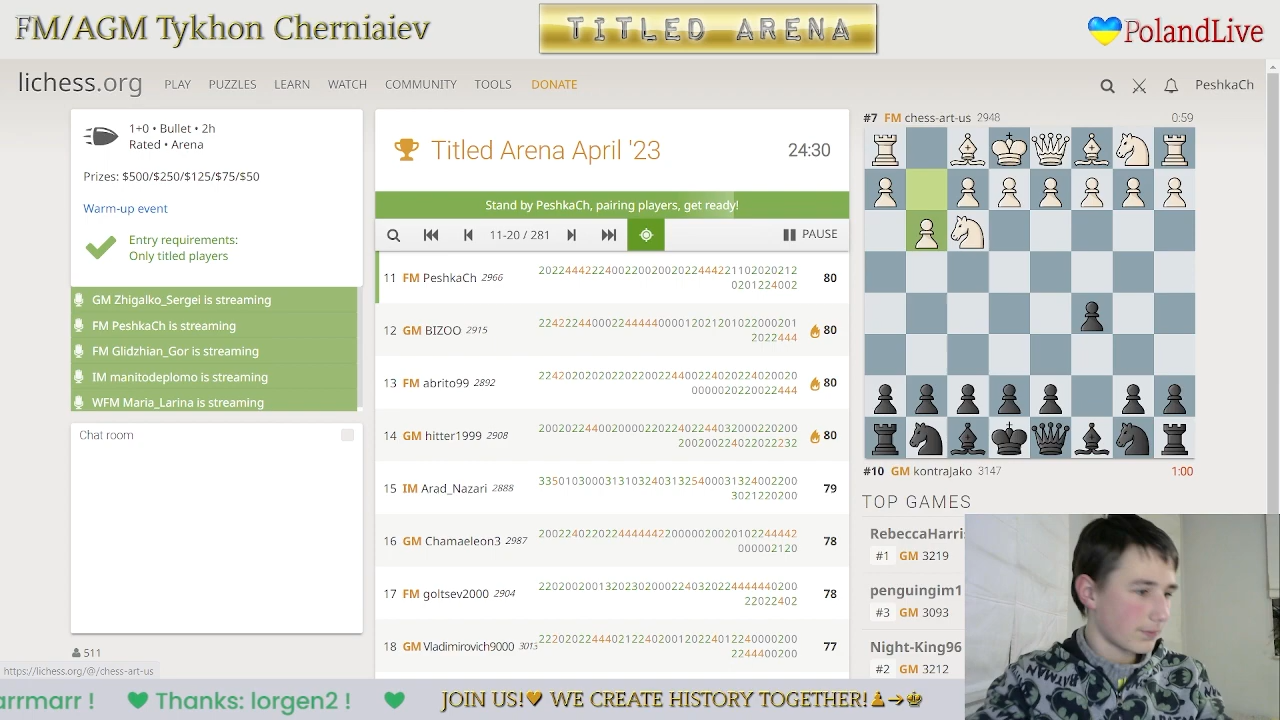 FM/AGM Tykhon Cherniaiev
TITLED ARENA
PolandLive
lichess.org
PLAY PUZZLES LEARN WATCH COMMUNITY TOOLS DONATE
PeshkaCh
1+0 • Bullet • 2h
Rated • Arena
Prizes: $500/$250/$125/$75/$50
Warm-up event
Entry requirements:
Only titled players
GM Zhigalko_Sergei is streaming
FM PeshkaCh is streaming
FM Glidzhian_Gor is streaming
IM manitodeplomo is streaming
WFM Maria_Larina is streaming
Chat room
511
https://lichess.org/@/chess-art-us
Titled Arena April '23
24:30
Stand by PeshkaCh, pairing players, get ready!
11-20 / 281
PAUSE
11 FM PeshkaCh 2966 80
12 GM BIZOO 2915 80
2022444
13 FM abrito99 2892 80
14 GM hitter1999 2908 80
15 IM Arad_Nazari 2888 79
3021220200
16 GM Chamaeleon3 2987 78
000002120
17 FM goltsev2000 2904 78
22022402
18 GM Vladimirovich9000 3013 77
#7 FM chess-art-us 2948 0:59
#10 GM kontraJako 3147 1:00
TOP GAMES
RebeccaHarris
#1 GM 3219
penguingim1
#3 GM 3093
Night-King96
#2 GM 3212
arrmarr !
Thanks: lorgen2 !
JOIN US! WE CREATE HISTORY TOGETHER!